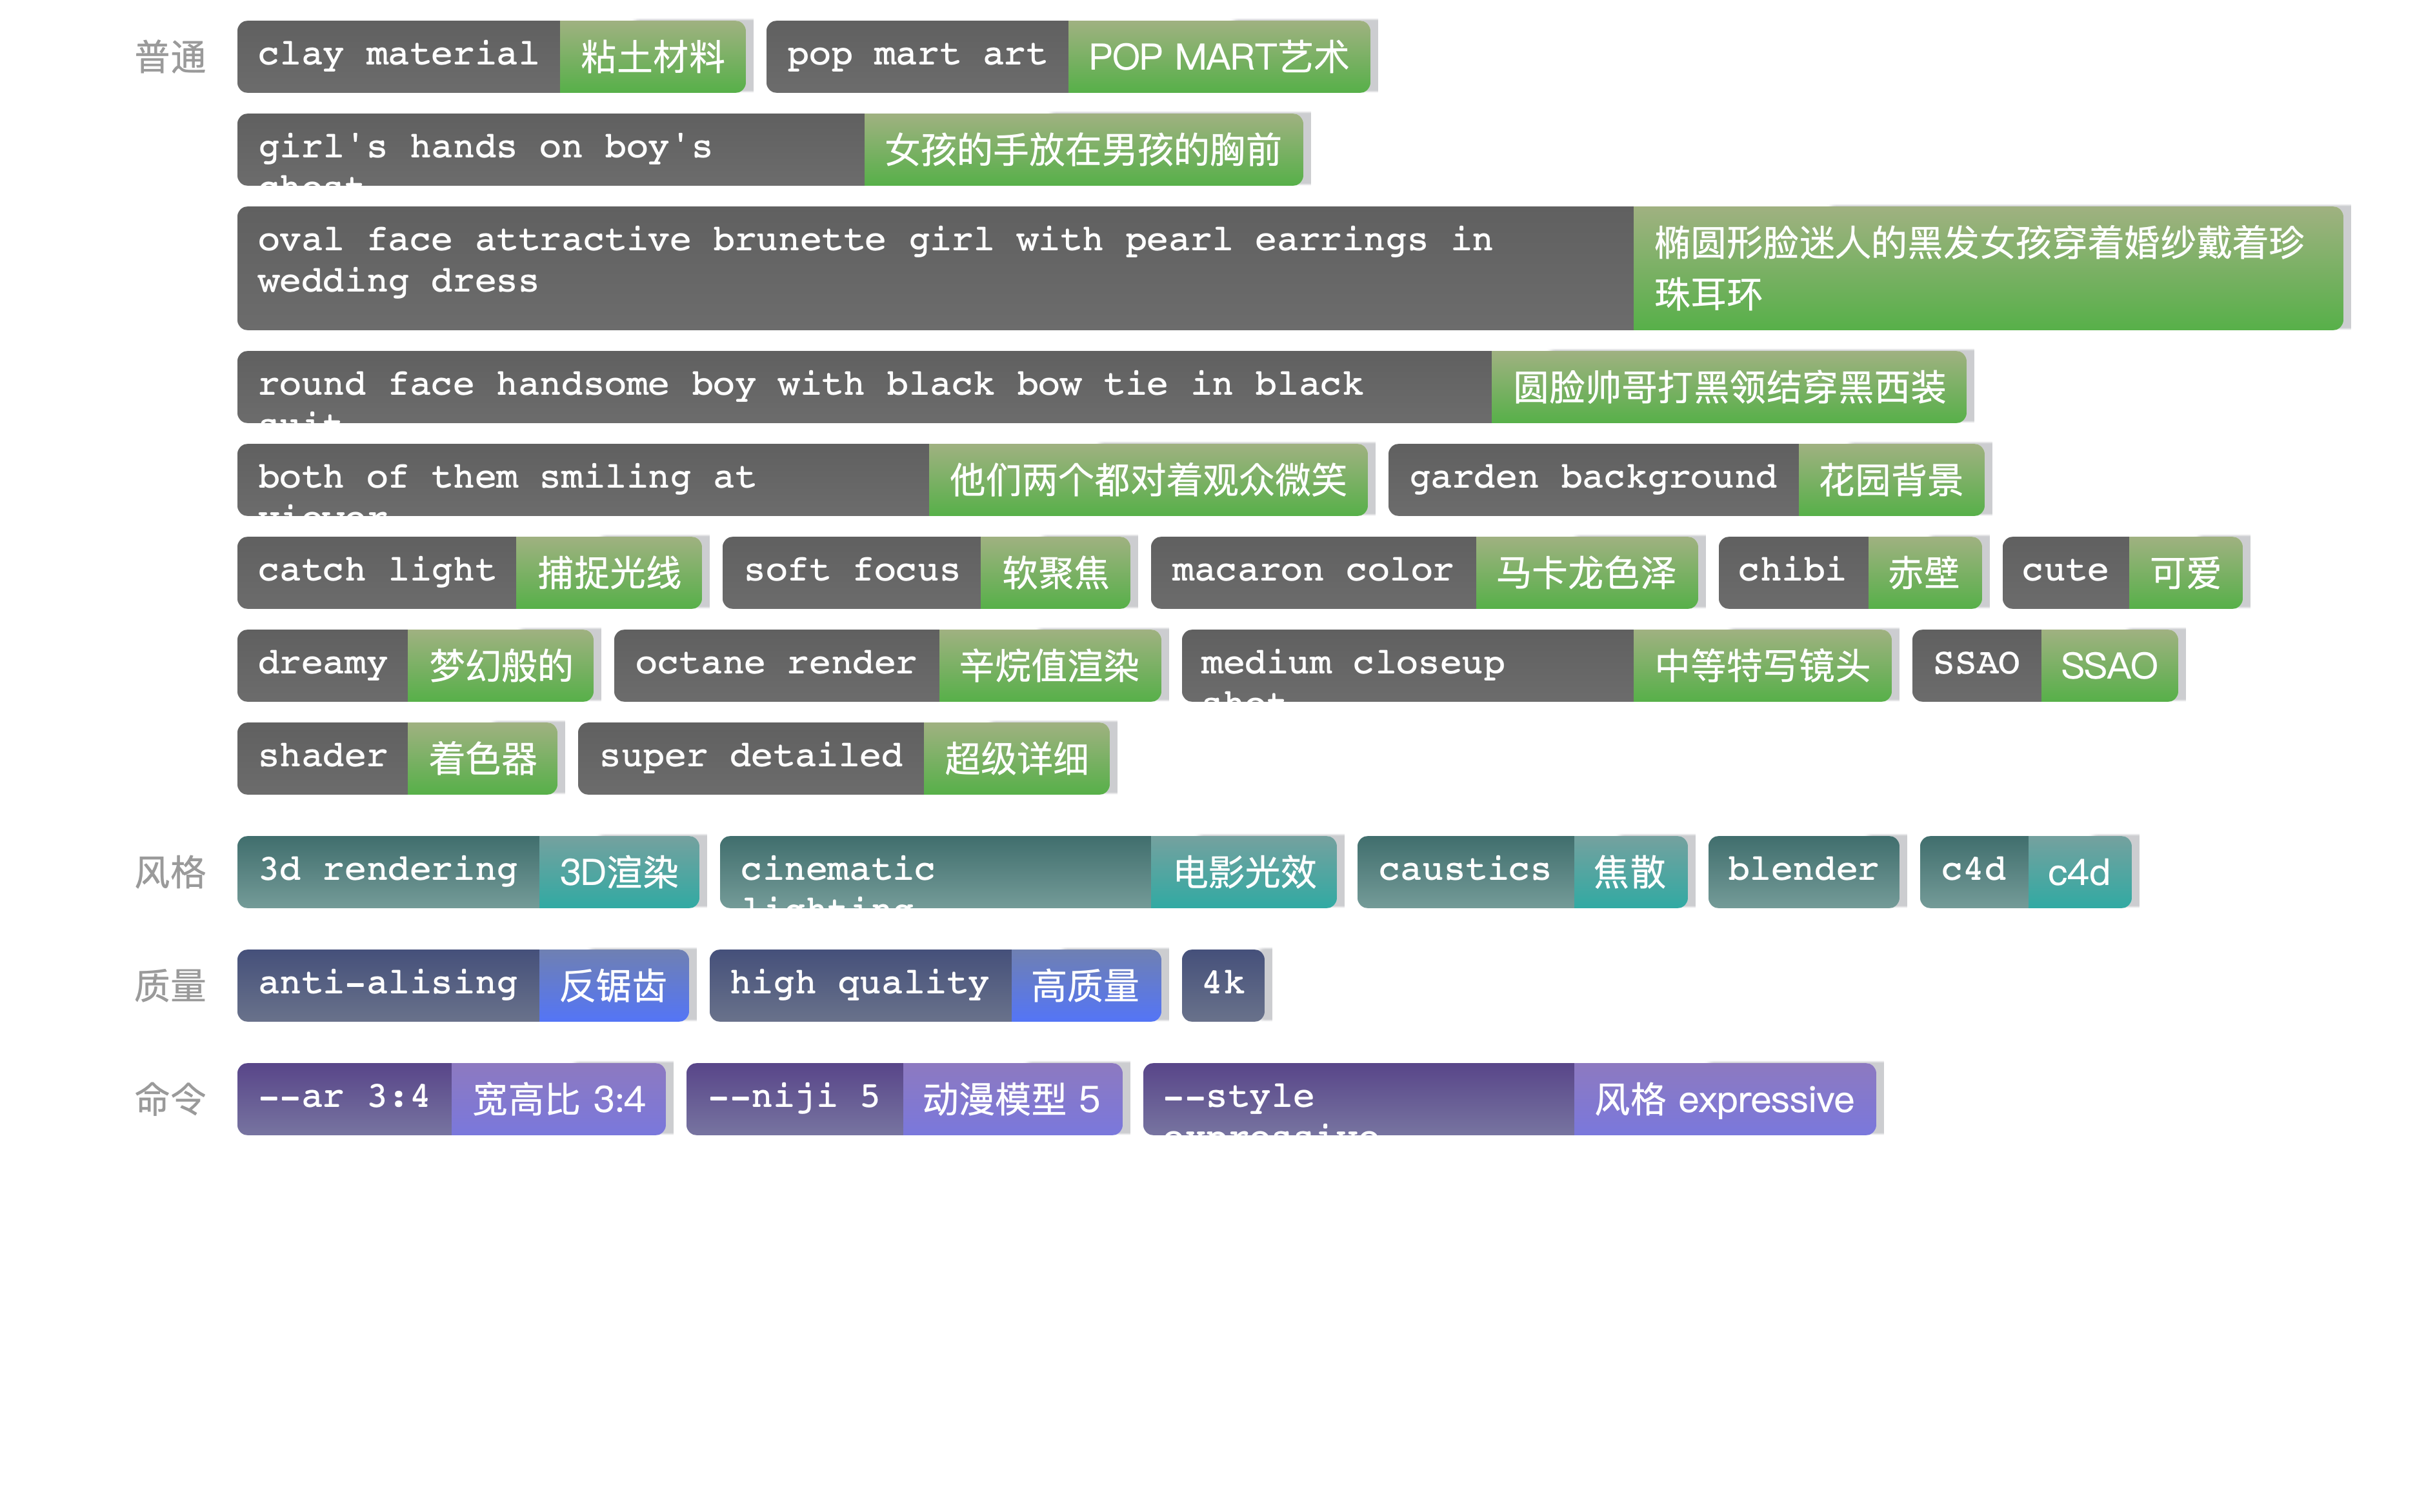 普通 clay material 粘土材料 pop mart art POP MART艺术
girl's hands on boy's 女孩的手放在男孩的胸前
chest
oval face attractive brunette girl with pearl earrings in 椭圆形脸迷人的黑发女孩穿着婚纱戴着珍
wedding dress 珠耳环
round face handsome boy with black bow tie in black 圆脸帅哥打黑领结穿黑西装
suit
both of them smiling at 他们两个都对着观众微笑 garden background 花园背景
viewer
catch light 捕捉光线 soft focus 软聚焦 macaron color 马卡龙色泽 chibi 赤壁 cute 可爱
dreamy 梦幻般的 octane render 辛烷值渲染 medium closeup 中等特写镜头 SSAO SSAO
shot
shader 着色器 super detailed 超级详细
风格 3d rendering 3D渲染 cinematic 电影光效 caustics 焦散 blender c4d c4d
lighting
质量 anti-alising 反锯齿 high quality 高质量 4k
命令 --ar 3:4 宽高比 3:4 --niji 5 动漫模型 5 --style 风格 expressive
expressive